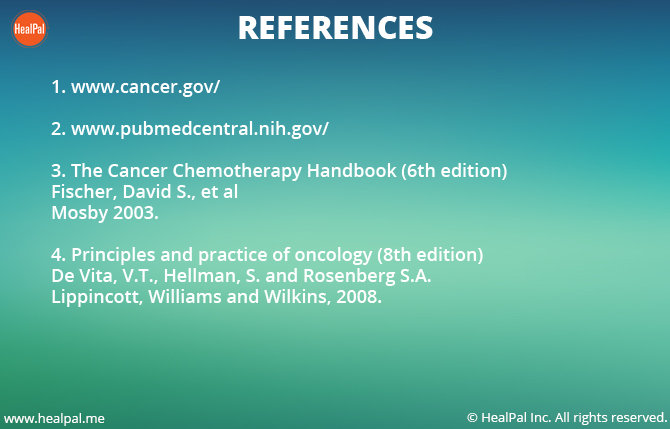 HealPal
REFERENCES
1. www.cancer.gov/
2. www.pubmedcentral.nih.gov/
3. The Cancer Chemotherapy Handbook (6th edition)
Fischer, David S., et al
Mosby 2003.
4. Principles and practice of oncology (8th edition)
De Vita, V.T., Hellman, S. and Rosenberg S.A.
Lippincott, Williams and Wilkins, 2008.
www.healpal.me
© HealPal Inc. All rights reserved.